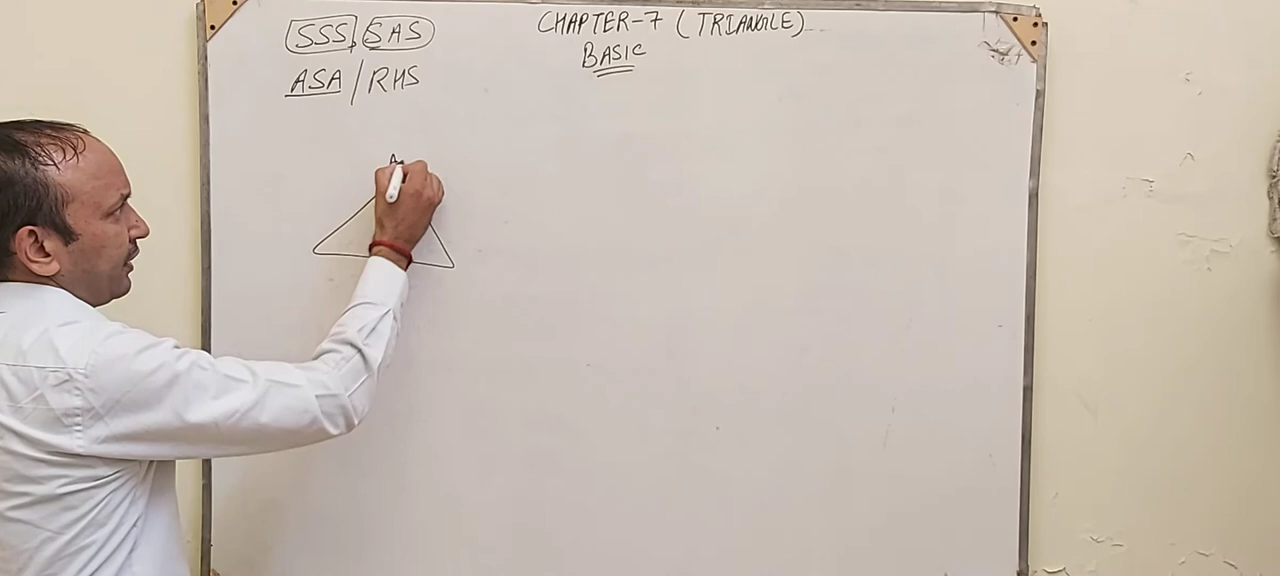 SSS, SAS
ASA / RHS
CHAPTER-7 (TRIANGLE)
BASIC
A